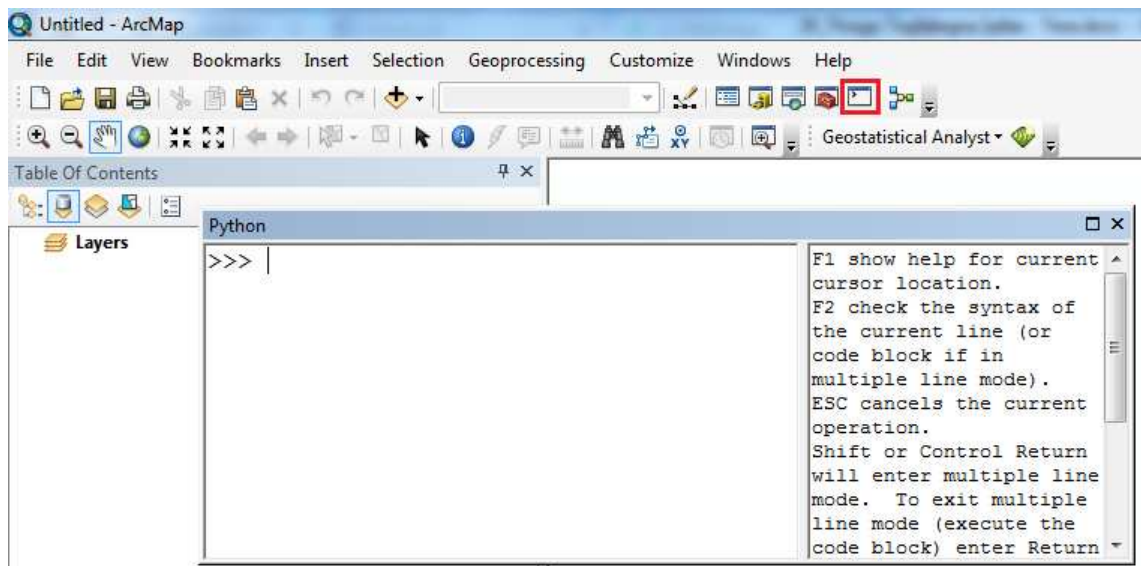 Untitled - ArcMap
File Edit View Bookmarks Insert Selection Geoprocessing Customize Windows Help
Geostatistical Analyst
Table Of Contents
Layers
Python
>>>
F1 show help for current
cursor location.
F2 check the syntax of
the current line (or
code block if in
multiple line mode).
ESC cancels the current
operation.
Shift or Control Return
will enter multiple line
mode. To exit multiple
line mode (execute the
code block) enter Return